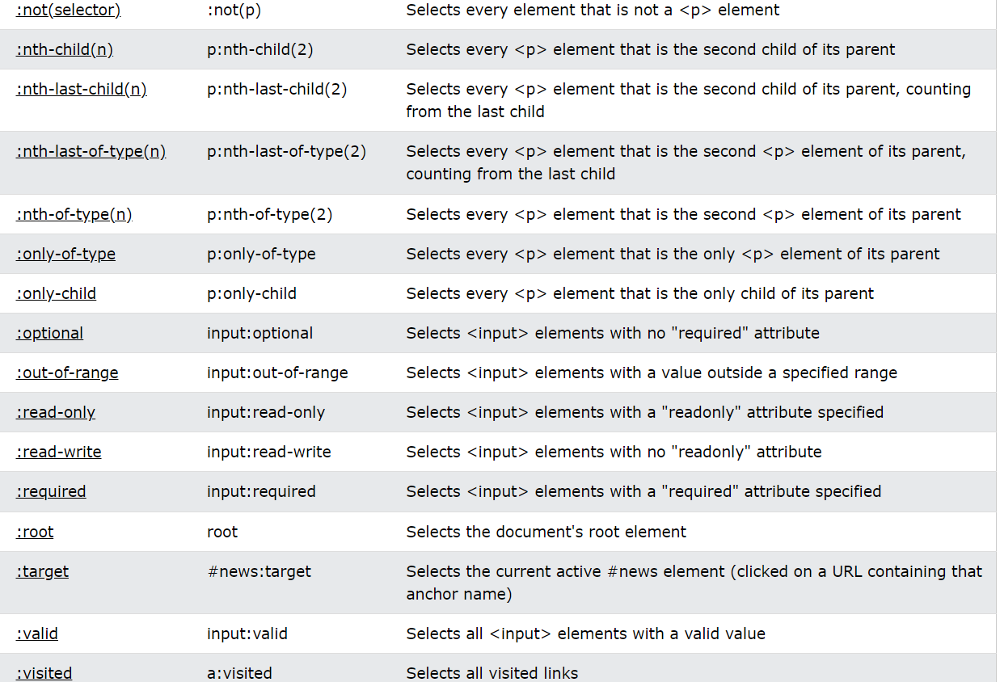 :not(selector) :not(p) Selects every element that is not a <p> element
:nth-child(n) p:nth-child(2) Selects every <p> element that is the second child of its parent
:nth-last-child(n) p:nth-last-child(2) Selects every <p> element that is the second child of its parent, counting
from the last child
:nth-last-of-type(n) p:nth-last-of-type(2) Selects every <p> element that is the second <p> element of its parent,
counting from the last child
:nth-of-type(n) p:nth-of-type(2) Selects every <p> element that is the second <p> element of its parent
:only-of-type p:only-of-type Selects every <p> element that is the only <p> element of its parent
:only-child p:only-child Selects every <p> element that is the only child of its parent
:optional input:optional Selects <input> elements with no "required" attribute
:out-of-range input:out-of-range Selects <input> elements with a value outside a specified range
:read-only input:read-only Selects <input> elements with a "readonly" attribute specified
:read-write input:read-write Selects <input> elements with no "readonly" attribute
:required input:required Selects <input> elements with a "required" attribute specified
:root root Selects the document's root element
:target #news:target Selects the current active #news element (clicked on a URL containing that
anchor name)
:valid input:valid Selects all <input> elements with a valid value
:visited a:visited Selects all visited links